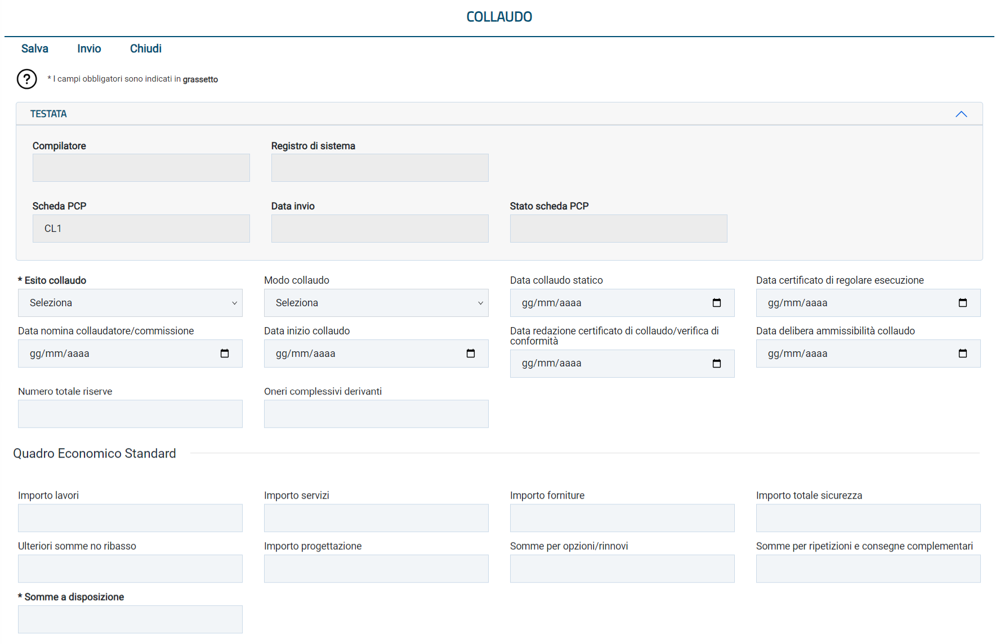 COLLAUDO
Salva Invio Chiudi
? * I campi obbligatori sono indicati in grassetto
TESTATA
Compilatore Registro di sistema
Scheda PCP Data invio Stato scheda PCP
CL1
* Esito collaudo Modo collaudo Data collaudo statico Data certificato di regolare esecuzione
Seleziona Seleziona gg/mm/aaaa gg/mm/aaaa
Data nomina collaudatore/commissione Data inizio collaudo Data redazione certificato di collaudo/verifica di Data delibera ammissibilità collaudo
conformità
gg/mm/aaaa gg/mm/aaaa gg/mm/aaaa gg/mm/aaaa
Numero totale riserve Oneri complessivi derivanti
Quadro Economico Standard
Importo lavori Importo servizi Importo forniture Importo totale sicurezza
Ulteriori somme no ribasso Importo progettazione Somme per opzioni/rinnovi Somme per ripetizioni e consegne complementari
* Somme a disposizione